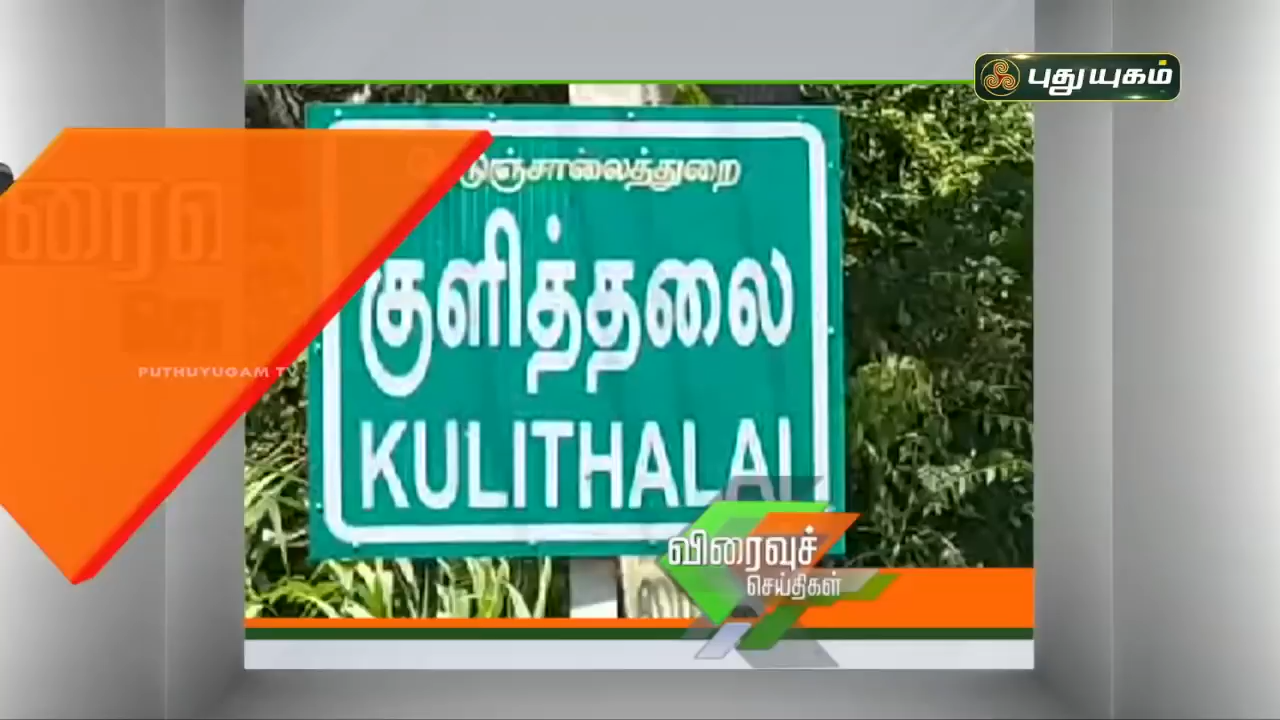 புதுயுகம்
குளித்தலை
KULITHALAI
PUTHUYUGAM TV
விரைவுச்
செய்திகள்